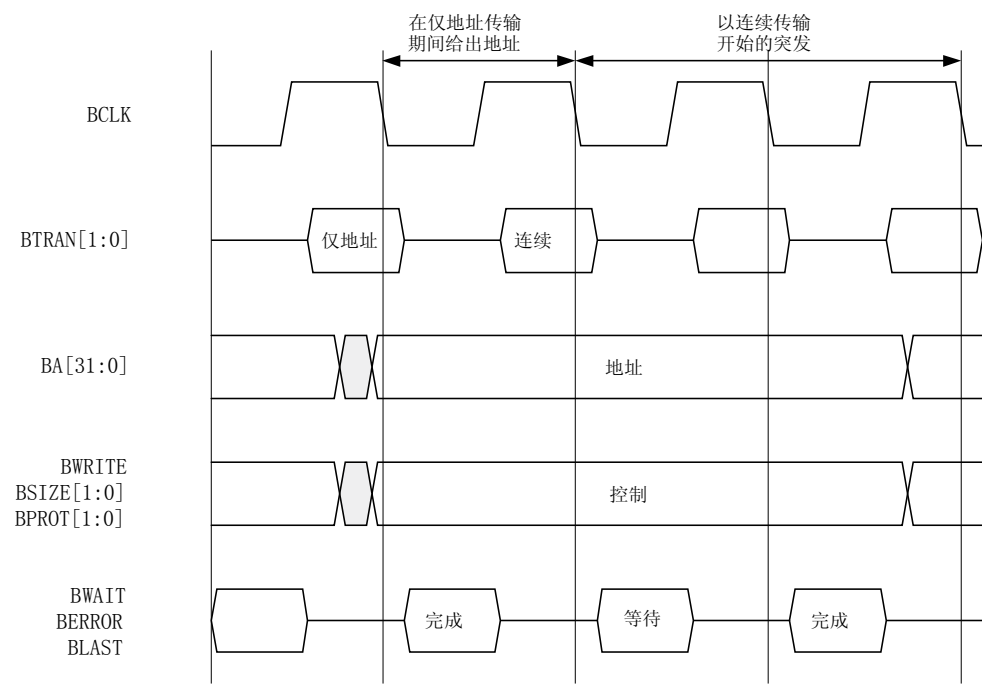 在仅地址传输
期间给出地址
以连续传输
开始的突发
BCLK
BTRAN[1:0]
仅地址
连续
BA[31:0]
地址
BWRITE
BSIZE[1:0]
BPROT[1:0]
控制
BWAIT
BERROR
BLAST
完成
等待
完成